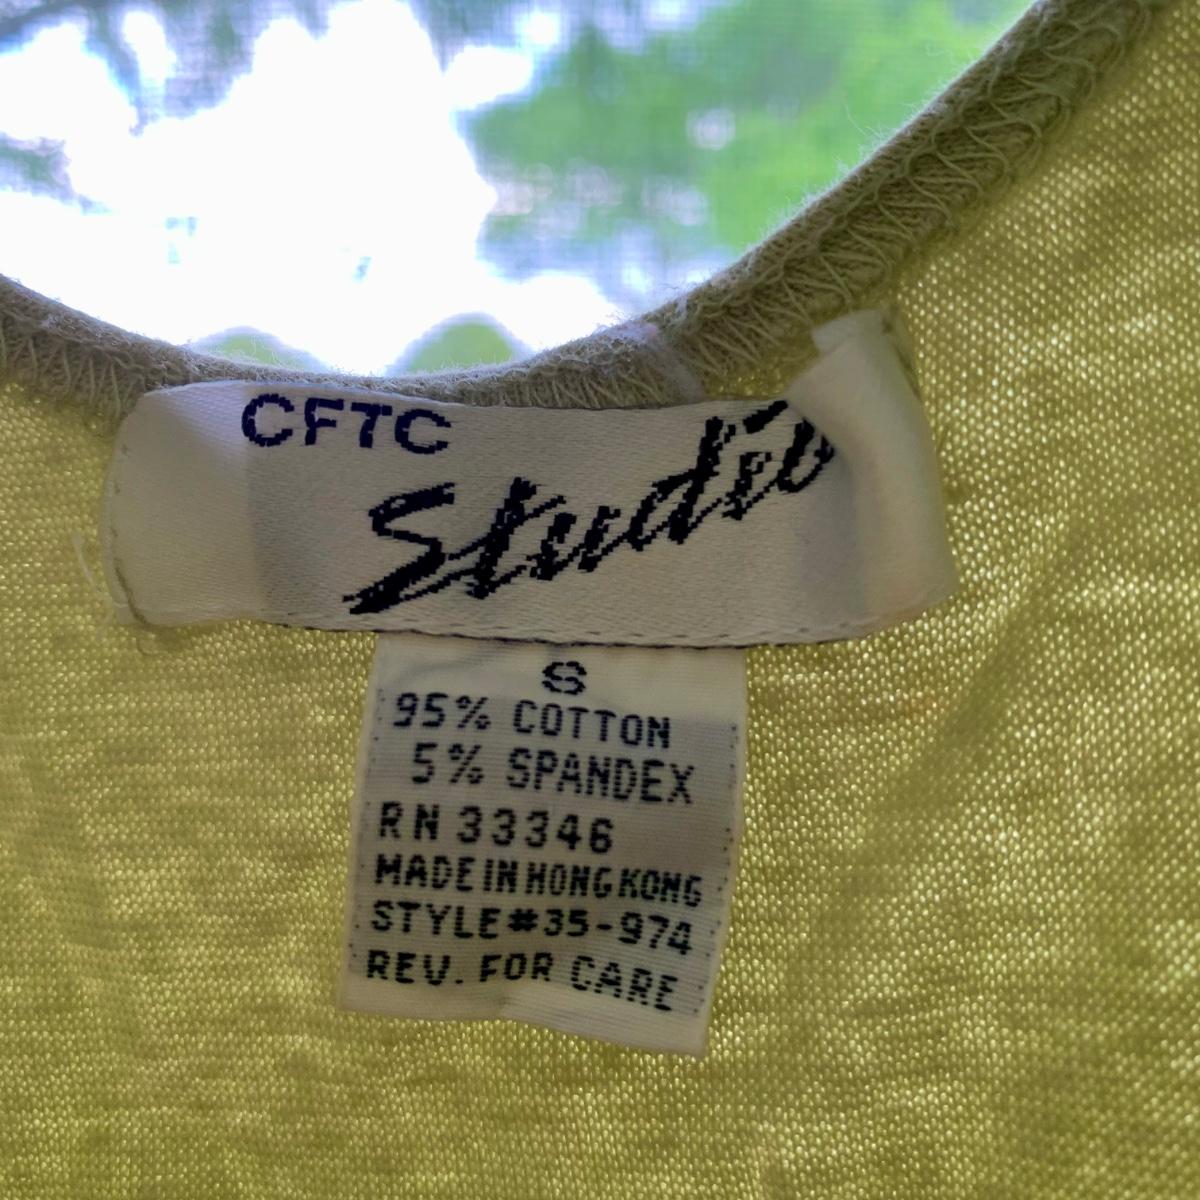 CFTC
Studio
S
95% COTTON
5% SPANDEX
RN 33346
MADE IN HONG KONG
STYLE#35-974
REV. FOR CARE